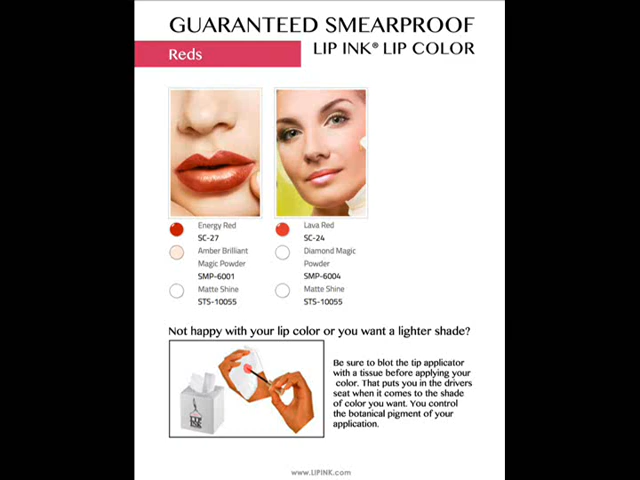 GUARANTEED SMEARPROOF
LIP INK® LIP COLOR
Reds
Energy Red
SC-27
Amber Brilliant
Magic Powder
SMP-6001
Matte Shine
STS-10055
Lava Red
SC-24
Diamond Magic
Powder
SMP-6004
Matte Shine
STS-10055
Not happy with your lip color or you want a lighter shade?
LIP
INK
Be sure to blot the tip applicator
with a tissue before applying your
color. That puts you in the drivers
seat when it comes to the shade
of color you want. You control
the botanical pigment of your
application.
www.LIPINK.com